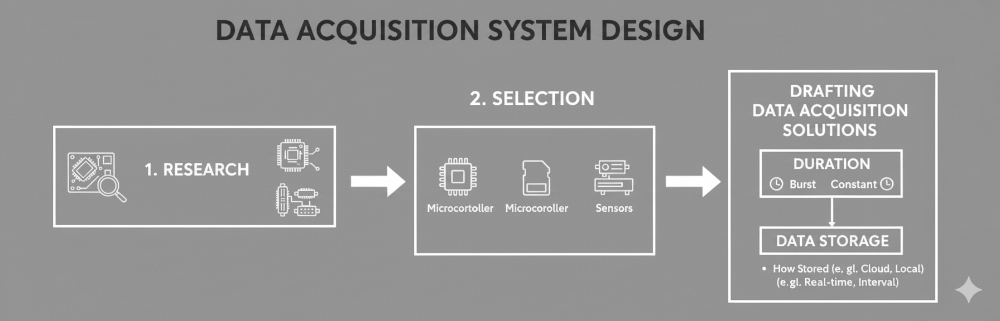 DATA ACQUISITION SYSTEM DESIGN
1. RESEARCH
2. SELECTION
Microcortoller Microcoroller Sensors
DRAFTING
DATA ACQUISITION
SOLUTIONS
DURATION
Burst Constant
DATA STORAGE
• How Stored (e, gl. Cloud, Local)
(e.gl. Real-time, Interval)